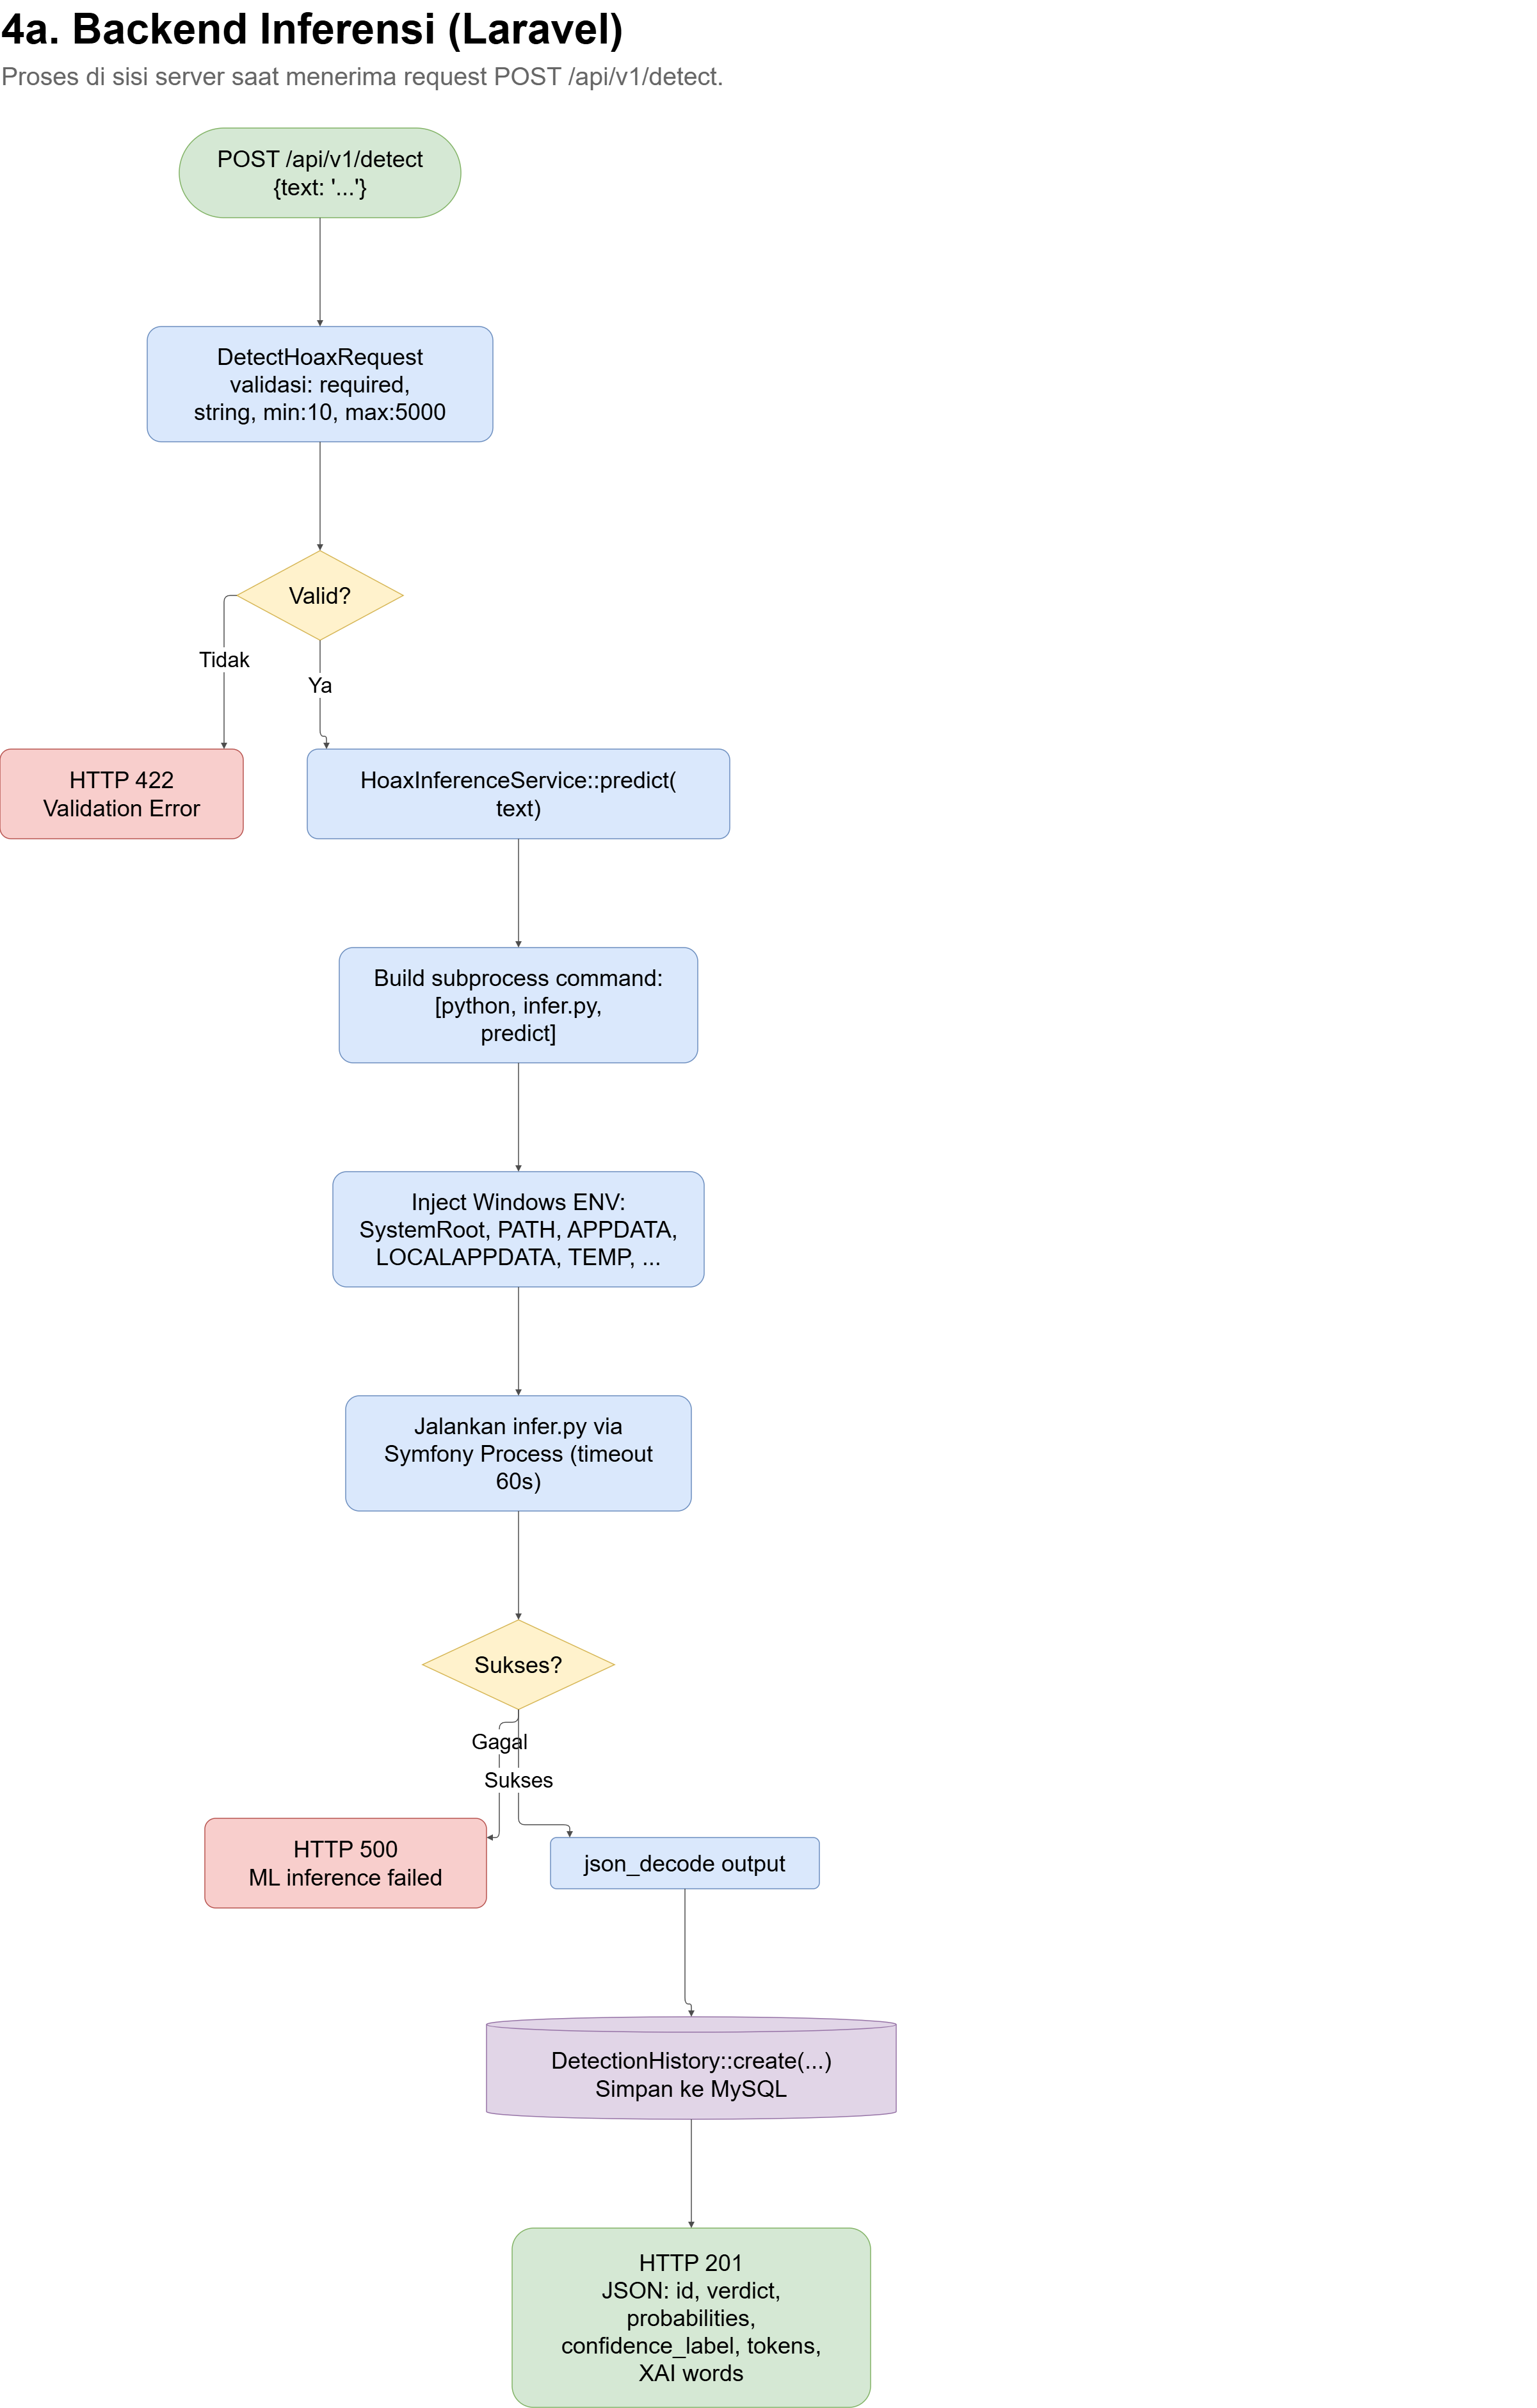 4a. Backend Inferensi (Laravel)
Proses di sisi server saat menerima request POST /api/v1/detect.
POST /api/v1/detect
{text: '...'}
DetectHoaxRequest
validasi: required,
string, min:10, max:5000
Valid?
Tidak
Ya
HTTP 422
Validation Error
HoaxInferenceService::predict(
text)
Build subprocess command:
[python, infer.py,
predict]
Inject Windows ENV:
SystemRoot, PATH, APPDATA,
LOCALAPPDATA, TEMP, ...
Jalankan infer.py via
Symfony Process (timeout
60s)
Sukses?
Gagal
Sukses
HTTP 500
ML inference failed
json_decode output
DetectionHistory::create(...)
Simpan ke MySQL
HTTP 201
JSON: id, verdict,
probabilities,
confidence_label, tokens,
XAI words